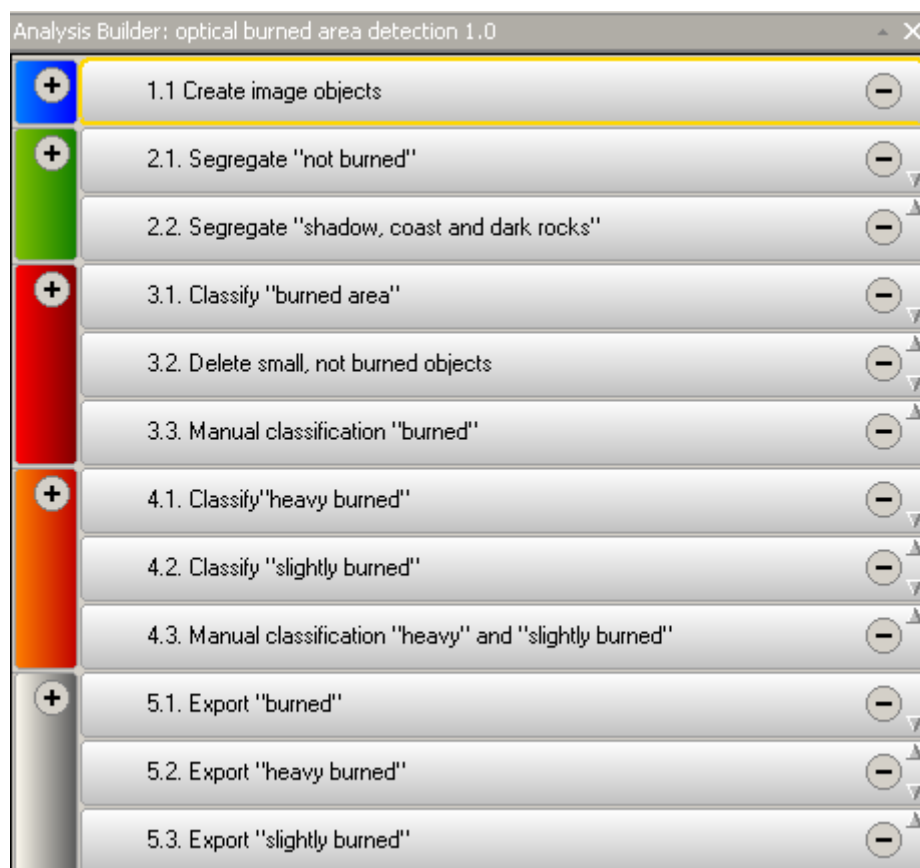 Analysis Builder: optical burned area detection 1.0
1.1 Create image objects
2.1. Segregate "not burned"
2.2. Segregate "shadow, coast and dark rocks"
3.1. Classify "burned area"
3.2. Delete small, not burned objects
3.3. Manual classification "burned"
4.1. Classify"heavy burned"
4.2. Classify "slightly burned"
4.3. Manual classification "heavy" and "slightly burned"
5.1. Export "burned"
5.2. Export "heavy burned"
5.3. Export "slightly burned"